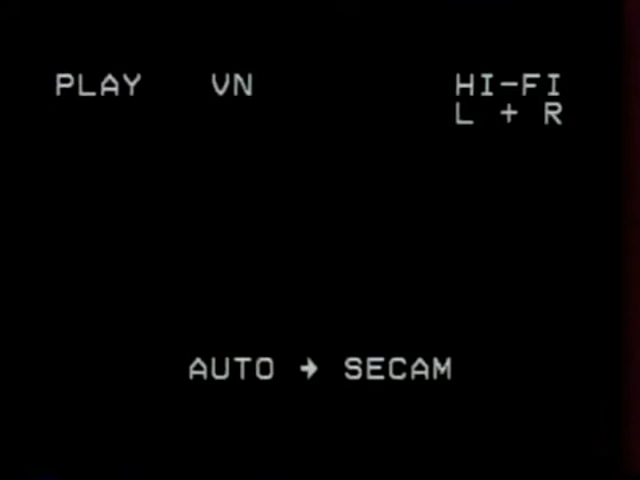 PLAY VN HI-FI
L + R
AUTO → SECAM